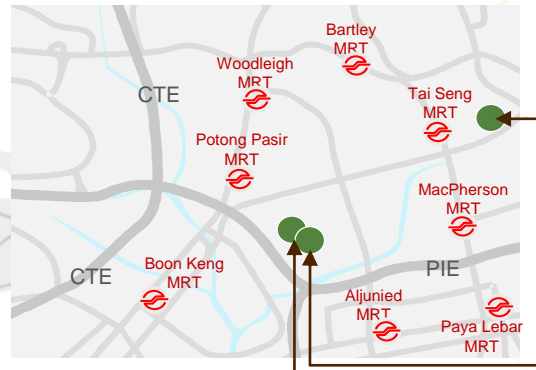 Bartley
MRT
Woodleigh
MRT
CTE
Tai Seng
MRT
Potong Pasir
MRT
MacPherson
MRT
Boon Keng
MRT
CTE
PIE
Aljunied
MRT
Paya Lebar
MRT